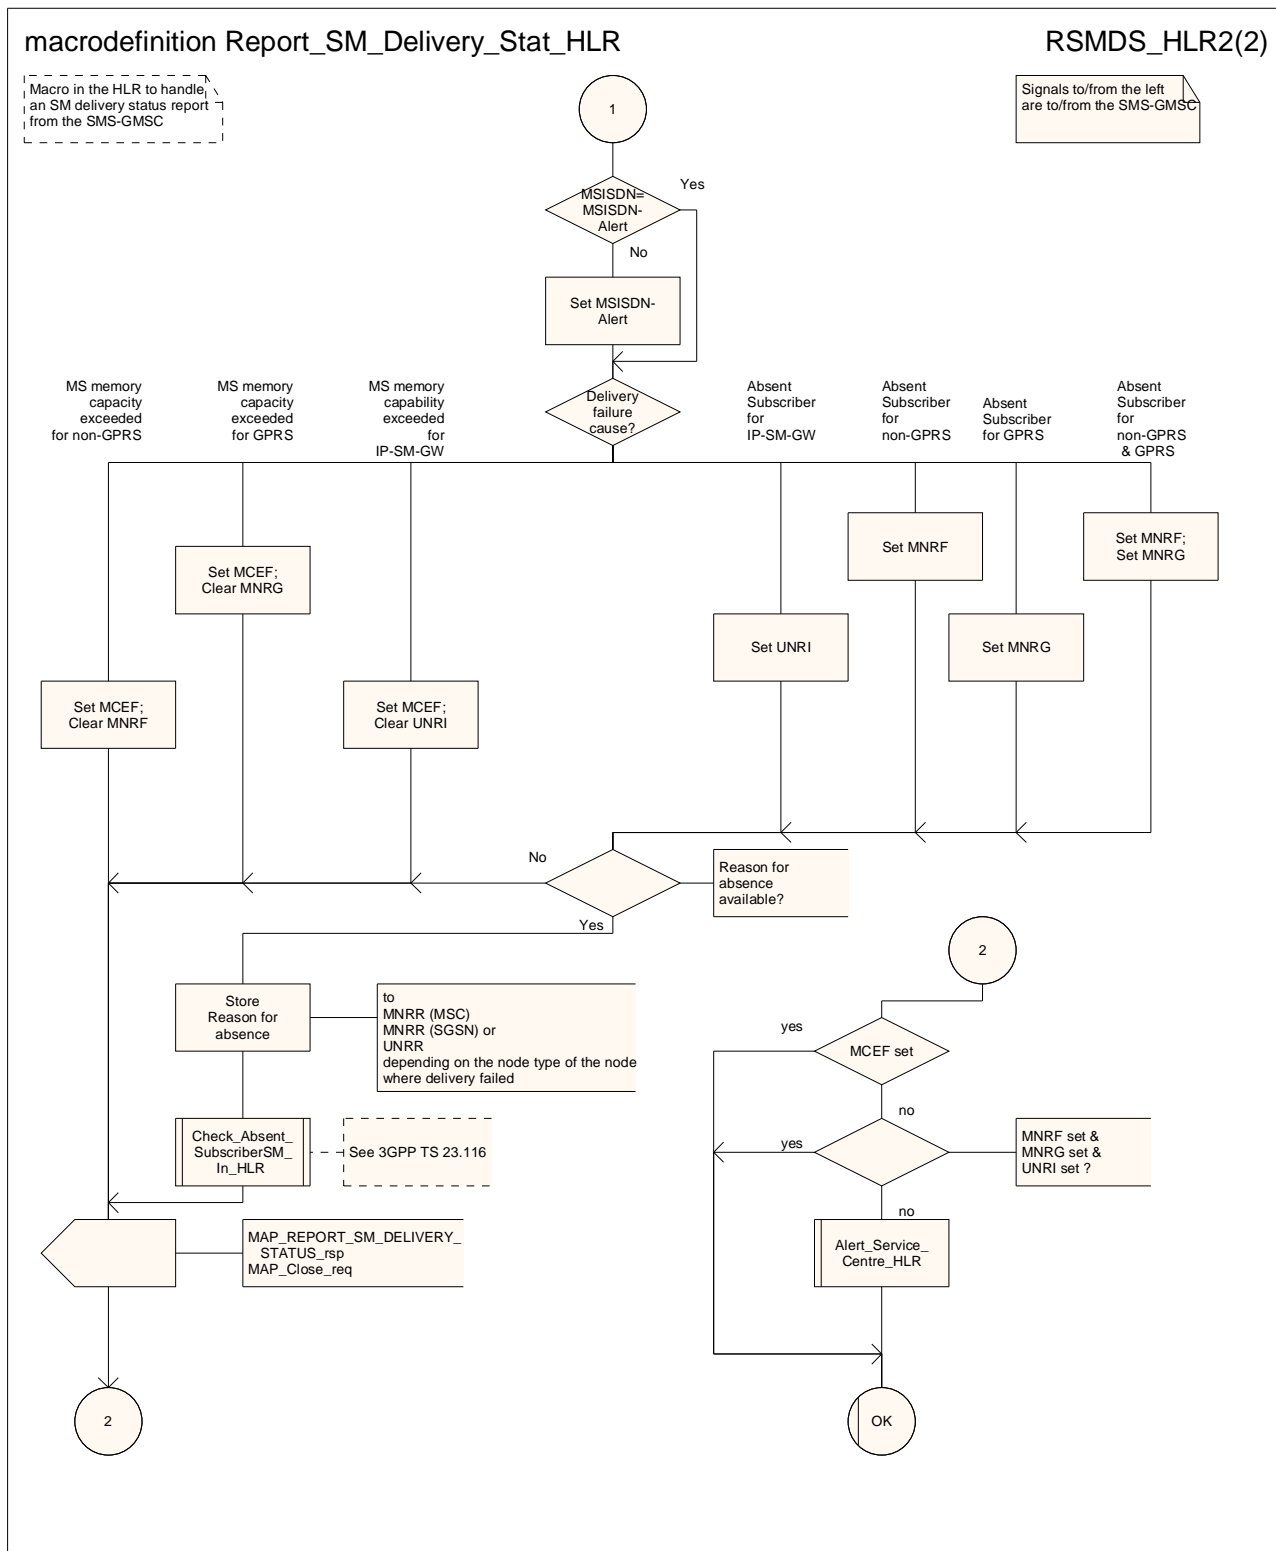 macrodefinition Report_SM_Delivery_Stat_HLR
RSMDS_HLR2(2)
Macro in the HLR to handle
an SM delivery status report
from the SMS-GMSC
1
Signals to/from the left
are to/from the SMS-GMSC
MSISDN=
MSISDN-
Alert
Yes
No
Set MSISDN-
Alert
Delivery
failure
cause?
MS memory
capacity
exceeded
for non-GPRS
MS memory
capacity
exceeded
for GPRS
MS memory
capability
exceeded
for
IP-SM-GW
Absent
Subscriber
for
IP-SM-GW
Absent
Subscriber
for
non-GPRS
Absent
Subscriber
for GPRS
Absent
Subscriber
for
non-GPRS
& GPRS
Set MNRF
Set MNRF;
Set MNRG
Set MCEF;
Clear MNRG
Set UNRI
Set MNRG
Set MCEF;
Clear MNRF
Set MCEF;
Clear UNRI
No
Reason for
absence
available?
Yes
2
Store
Reason for
absence
to
MNRR (MSC)
MNRR (SGSN) or
UNRR
depending on the node type of the node
where delivery failed
yes
MCEF set
no
Check_Absent_
SubscriberSM_
In_HLR
See 3GPP TS 23.116
yes
MNRF set &
MNRG set &
UNRI set ?
no
MAP_REPORT_SM_DELIVERY_
STATUS_rsp
MAP_Close_req
Alert_Service_
Centre_HLR
2
OK